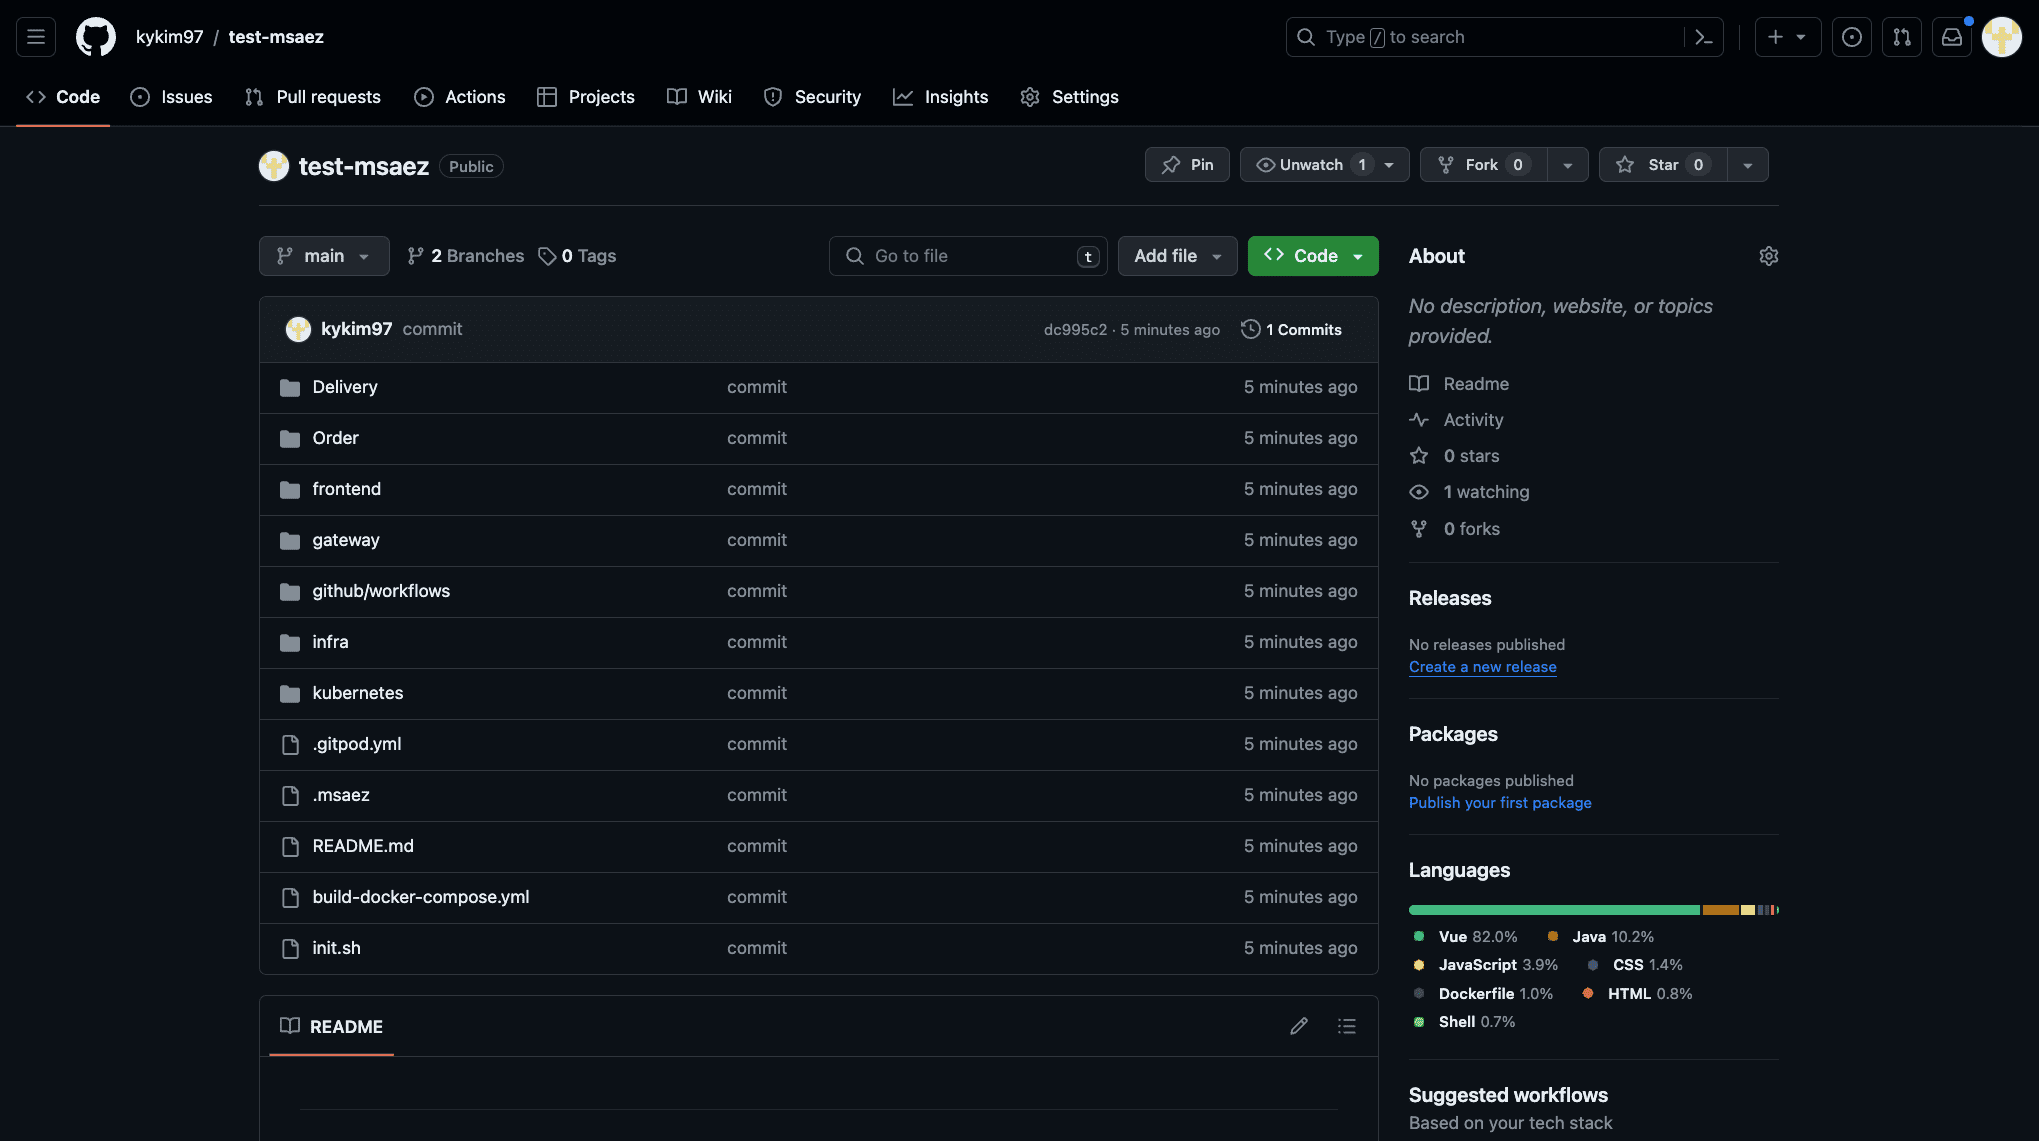 kykim97 / test-msaez
Type / to search
Code Issues Pull requests Actions Projects Wiki Security Insights Settings
test-msaez Public
Pin Unwatch 1 Fork 0 Star 0
main 2 Branches 0 Tags Go to file t Add file Code
kykim97 commit dc995c2 · 5 minutes ago 1 Commits
Delivery commit 5 minutes ago
Order commit 5 minutes ago
frontend commit 5 minutes ago
gateway commit 5 minutes ago
github/workflows commit 5 minutes ago
infra commit 5 minutes ago
kubernetes commit 5 minutes ago
.gitpod.yml commit 5 minutes ago
.msaez commit 5 minutes ago
README.md commit 5 minutes ago
build-docker-compose.yml commit 5 minutes ago
init.sh commit 5 minutes ago
README
About
No description, website, or topics
provided.
Readme
Activity
0 stars
1 watching
0 forks
Releases
No releases published
Create a new release
Packages
No packages published
Publish your first package
Languages
Vue 82.0% Java 10.2%
JavaScript 3.9% CSS 1.4%
Dockerfile 1.0% HTML 0.8%
Shell 0.7%
Suggested workflows
Based on your tech stack